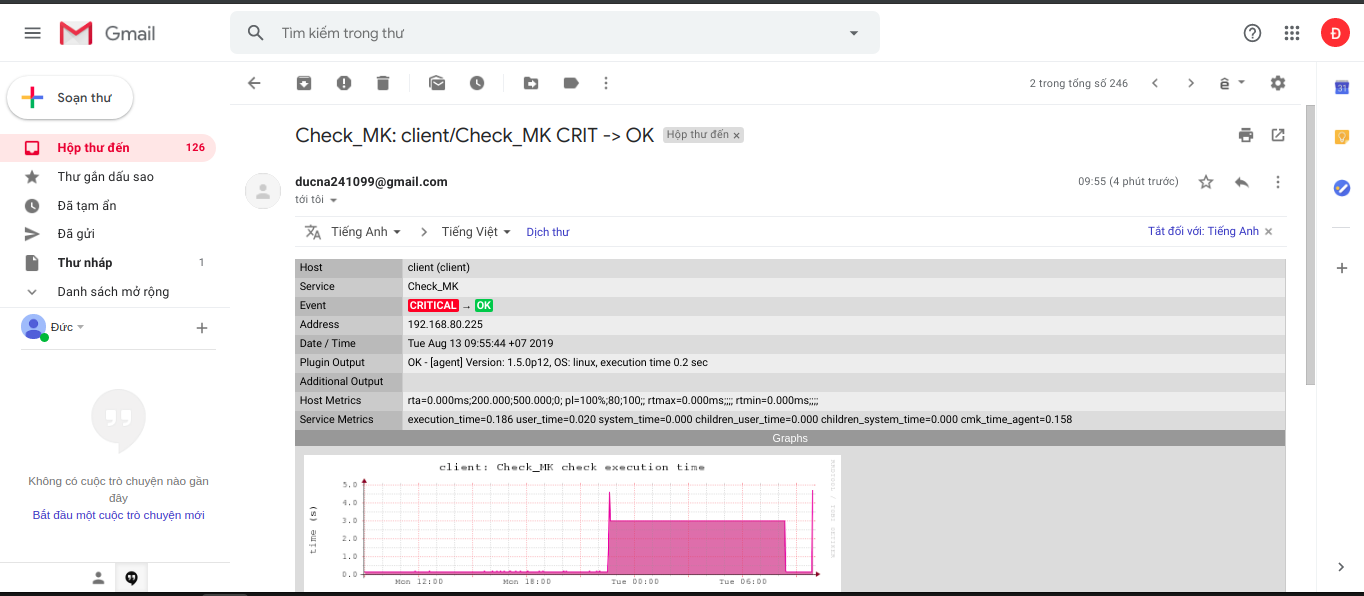 Gmail
Tìm kiếm trong thư
Đ
Soạn thư
2 trong tổng số 246
Hộp thư đến 126
Thư gắn dấu sao
Đã tạm ẩn
Đã gửi
Thư nháp 1
Danh sách mở rộng
Đức
Không có cuộc trò chuyện nào gần
đây
Bắt đầu một cuộc trò chuyện mới
Check_MK: client/Check_MK CRIT -> OK Hộp thư đến ×
ducna241099@gmail.com 09:55 (4 phút trước)
tới tôi
Tiếng Anh > Tiếng Việt Dịch thư Tắt đối với: Tiếng Anh ×
Host client (client)
Service Check_MK
Event CRITICAL → OK
Address 192.168.80.225
Date / Time Tue Aug 13 09:55:44 +07 2019
Plugin Output OK - [agent] Version: 1.5.0p12, OS: linux, execution time 0.2 sec
Additional Output
Host Metrics rta=0.000ms;200.000;500.000;0; pl=100%;80;100;; rtmax=0.000ms;;;; rtmin=0.000ms;;;;
Service Metrics execution_time=0.186 user_time=0.020 system_time=0.000 children_user_time=0.000 children_system_time=0.000 cmk_time_agent=0.158
Graphs
client: Check_MK check execution time
time (s)
5.0
4.0
3.0
2.0
1.0
0.0
Mon 12:00 Mon 18:00 Tue 00:00 Tue 06:00
RRDTOOL / TOBI OETIKER
31